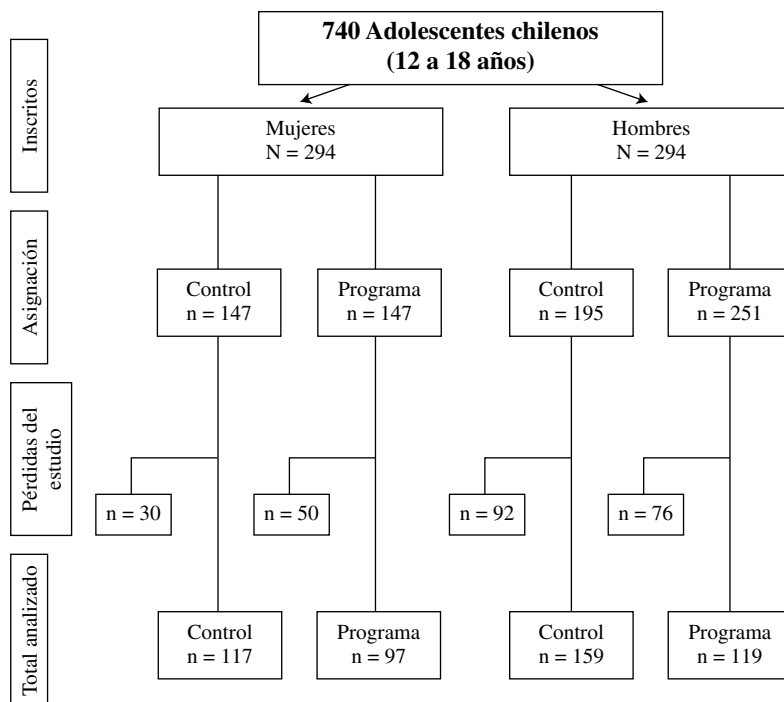 740 Adolescentes chilenos
(12 a 18 años)
Inscritos
Mujeres
N = 294
Hombres
N = 294
Asignación
Control
n = 147
Programa
n = 147
Control
n = 195
Programa
n = 251
Pérdidas del
estudio
n = 30
n = 50
n = 92
n = 76
Total analizado
Control
n = 117
Programa
n = 97
Control
n = 159
Programa
n = 119